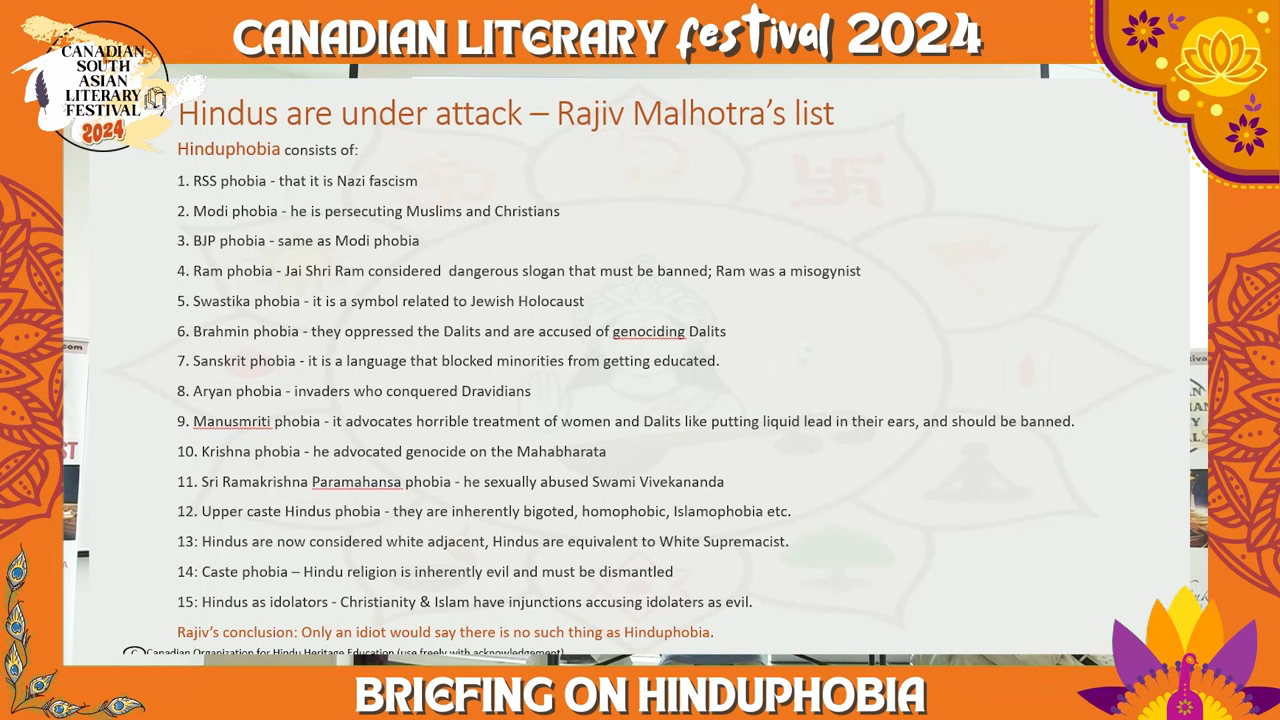 CANADIAN LITERARY festival 2024
CANADIAN
SOUTH
ASIAN
LITERARY
FESTIVAL
2024
Hindus are under attack – Rajiv Malhotra's list
Hinduphobia consists of:
1. RSS phobia - that it is Nazi fascism
2. Modi phobia - he is persecuting Muslims and Christians
3. BJP phobia - same as Modi phobia
4. Ram phobia - Jai Shri Ram considered  dangerous slogan that must be banned; Ram was a misogynist
5. Swastika phobia - it is a symbol related to Jewish Holocaust
6. Brahmin phobia - they oppressed the Dalits and are accused of genociding Dalits
7. Sanskrit phobia - it is a language that blocked minorities from getting educated.
8. Aryan phobia - invaders who conquered Dravidians
9. Manusmriti phobia - it advocates horrible treatment of women and Dalits like putting liquid lead in their ears, and should be banned.
10. Krishna phobia - he advocated genocide on the Mahabharata
11. Sri Ramakrishna Paramahansa phobia - he sexually abused Swami Vivekananda
12. Upper caste Hindus phobia - they are inherently bigoted, homophobic, Islamophobia etc.
13: Hindus are now considered white adjacent, Hindus are equivalent to White Supremacist.
14: Caste phobia – Hindu religion is inherently evil and must be dismantled
15: Hindus as idolators - Christianity & Islam have injunctions accusing idolaters as evil.
Rajiv's conclusion: Only an idiot would say there is no such thing as Hinduphobia.
© Canadian Organization for Hindu Heritage Education (use freely with acknowledgement)
BRIEFING ON HINDUPHOBIA